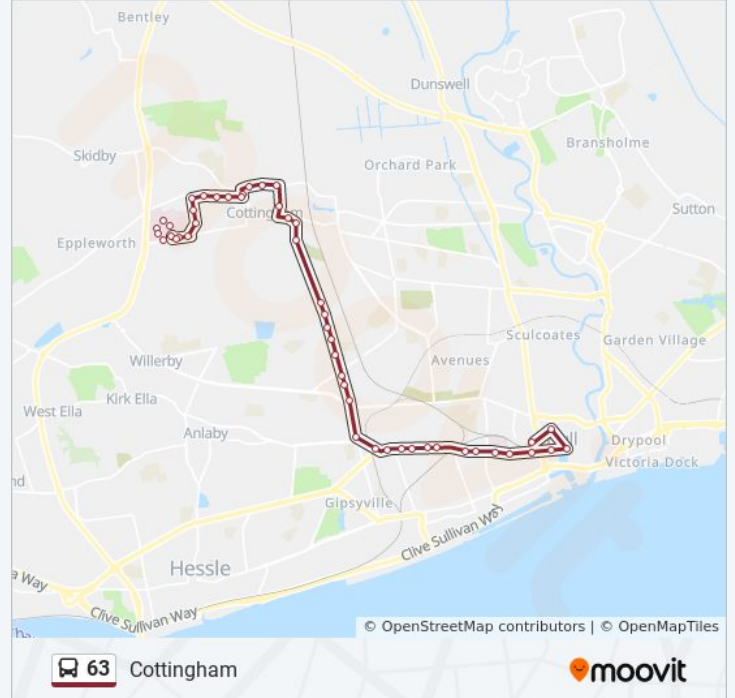 Bentley
Dunswell
Bransholme
Skidby
Orchard Park
Sutton
Cottingham
Eppleworth
Sculcoates
Garden Village
Willerby
Avenues
Kirk Ella
West Ella
Anlaby
Drypool
Victoria Dock
Gipsyville
Clive Sullivan Way
Hessle
a Way
Clive Sullivan Way
© OpenStreetMap contributors | © OpenMapTiles
63 Cottingham
moovit